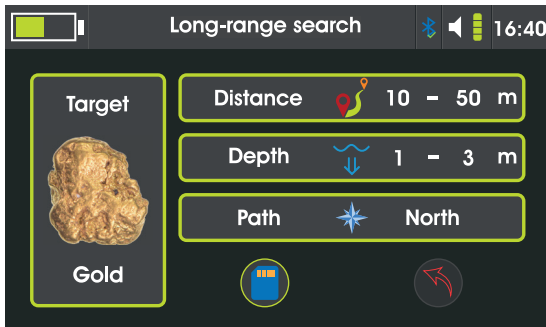 Long-range search
16:40
Target
Gold
Distance 10 - 50 m
Depth 1 - 3 m
Path North